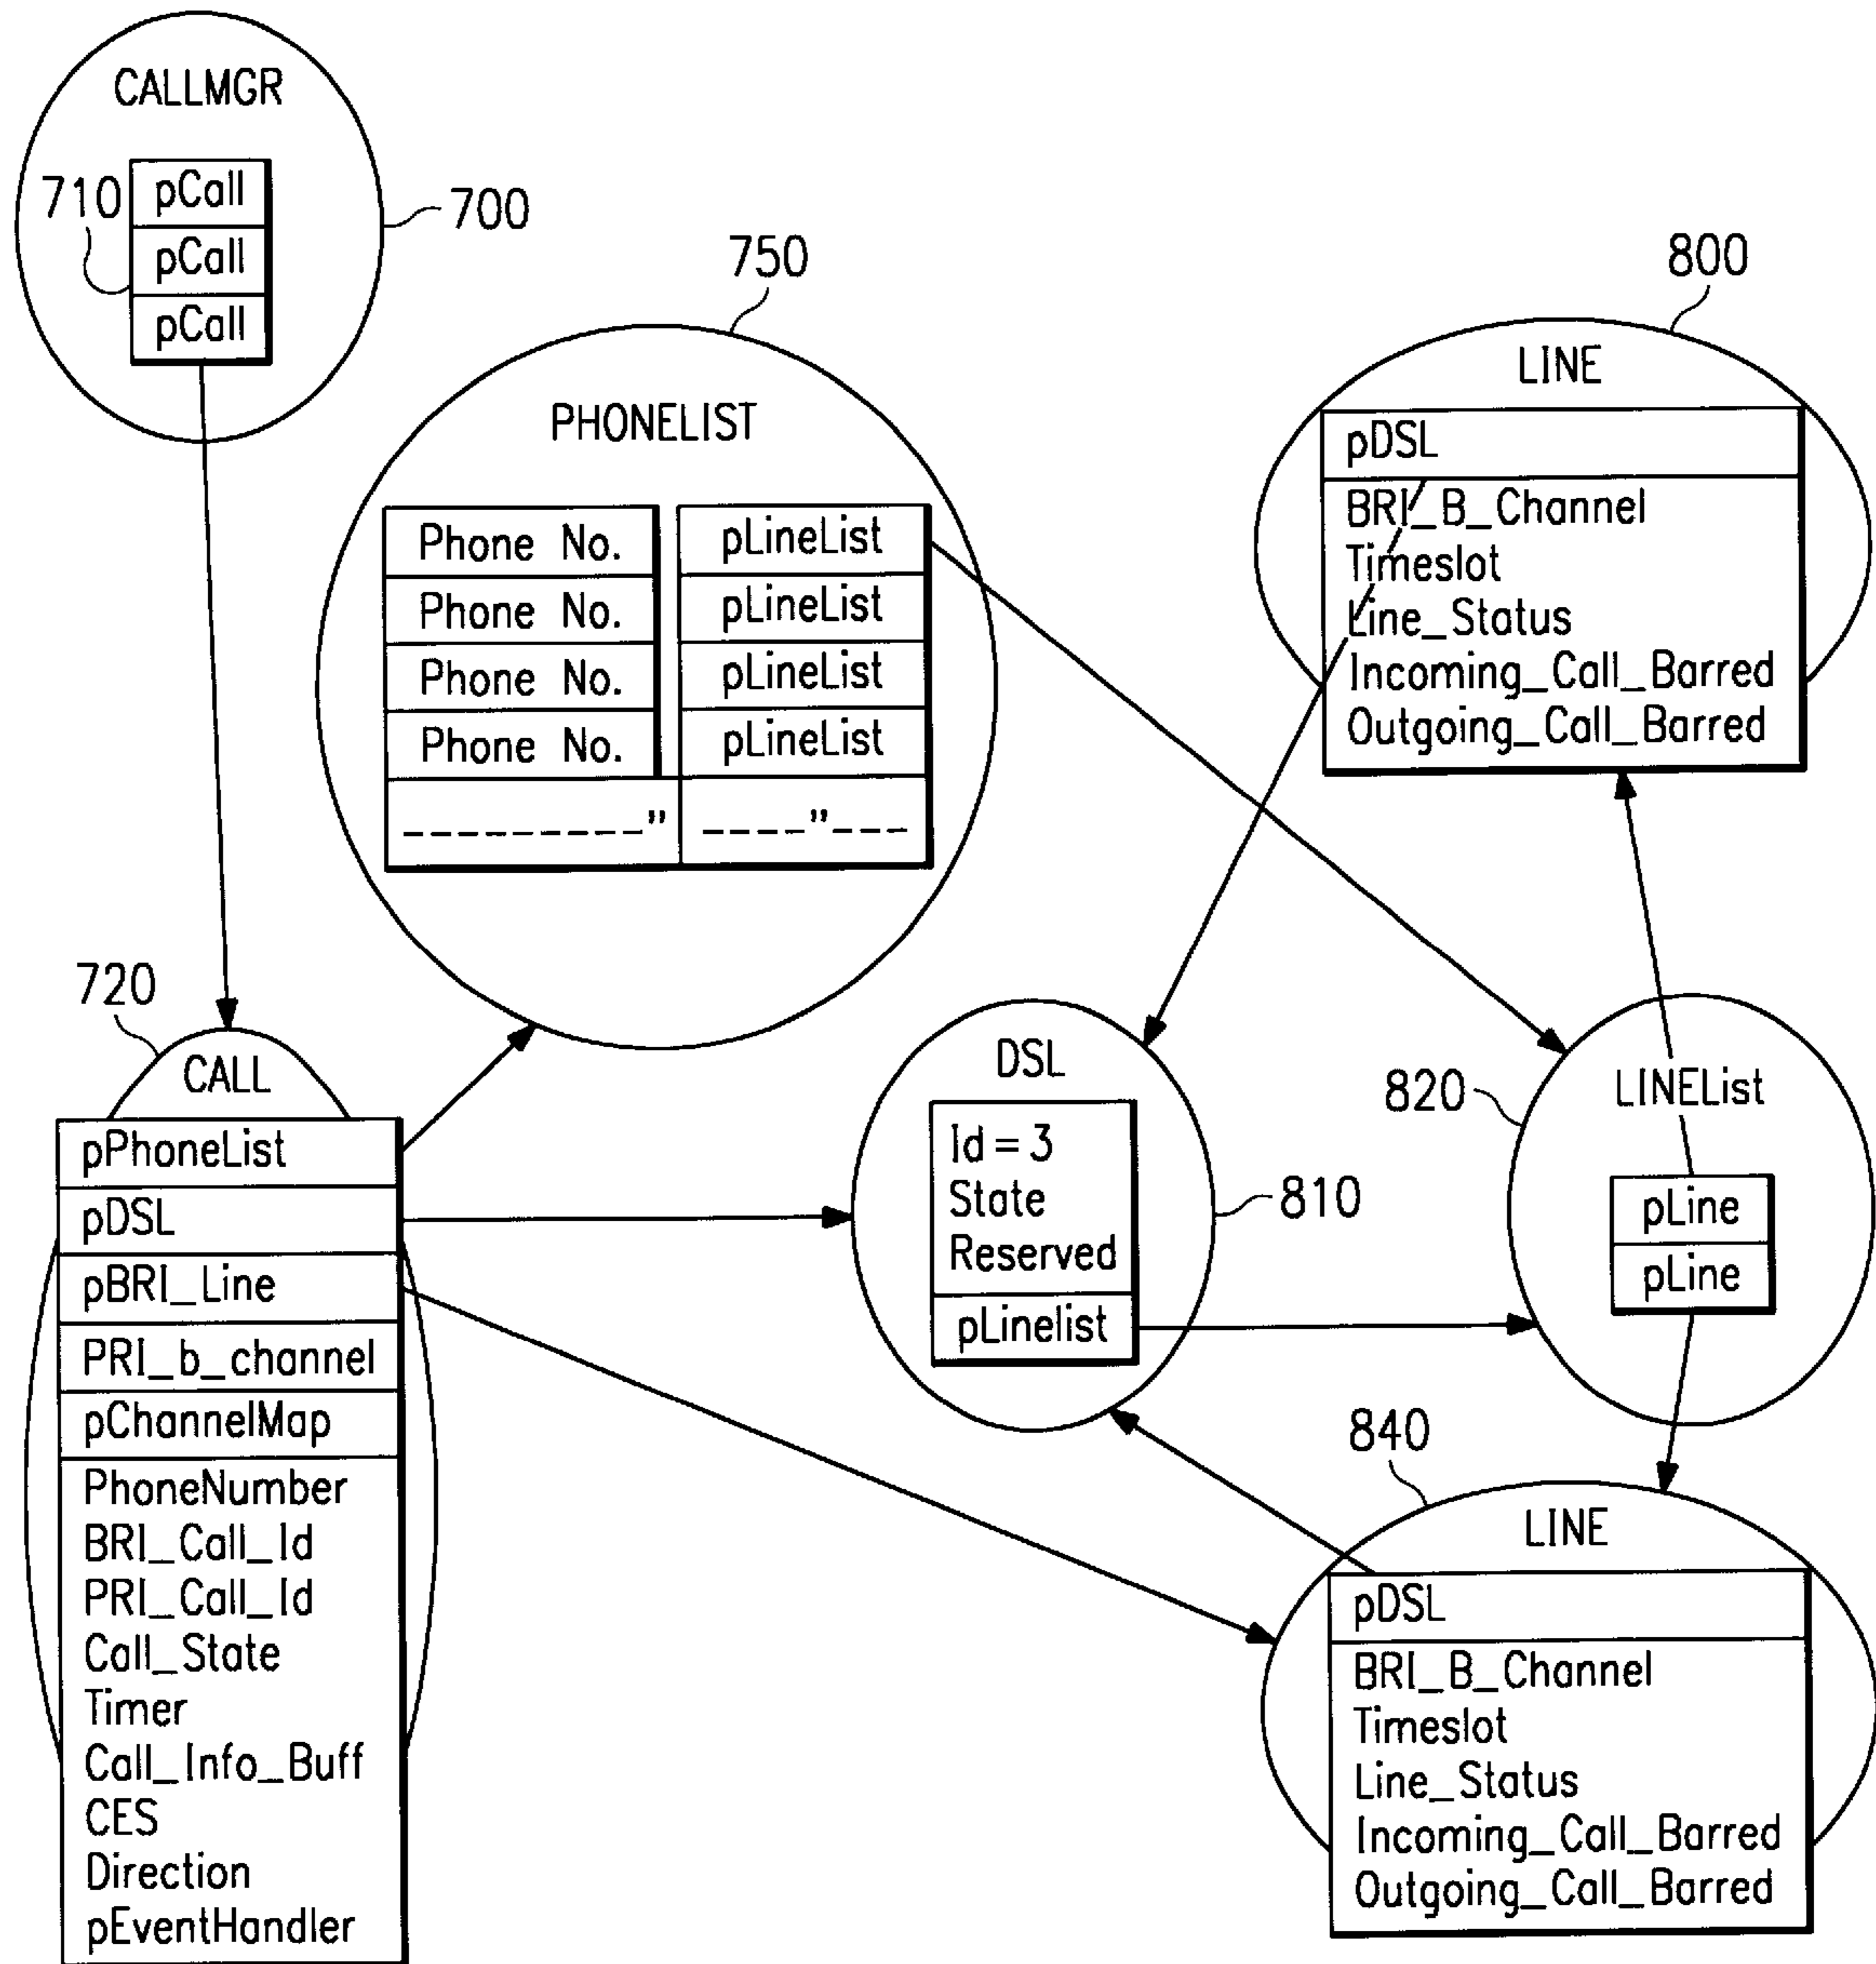 CALLMGR
710
pCall
pCall
pCall
700
750
PHONELIST
Phone No. pLineList
Phone No. pLineList
Phone No. pLineList
Phone No. pLineList
_ _ _ _ _ _ _ _ _ _" _ _ _ _"_ _ _
800
LINE
pDSL
BRI_B_Channel
Timeslot
Line_Status
Incoming_Call_Barred
Outgoing_Call_Barred
720
CALL
pPhoneList
pDSL
pBRI_Line
PRI_b_channel
pChannelMap
PhoneNumber
BRI_Call_Id
PRI_Call_Id
Call_State
Timer
Call_Info_Buff
CES
Direction
pEventHandler
DSL
Id = 3
State
Reserved
pLinelist
810
820
LINEList
pLine
pLine
840
LINE
pDSL
BRI_B_Channel
Timeslot
Line_Status
Incoming_Call_Barred
Outgoing_Call_Barred